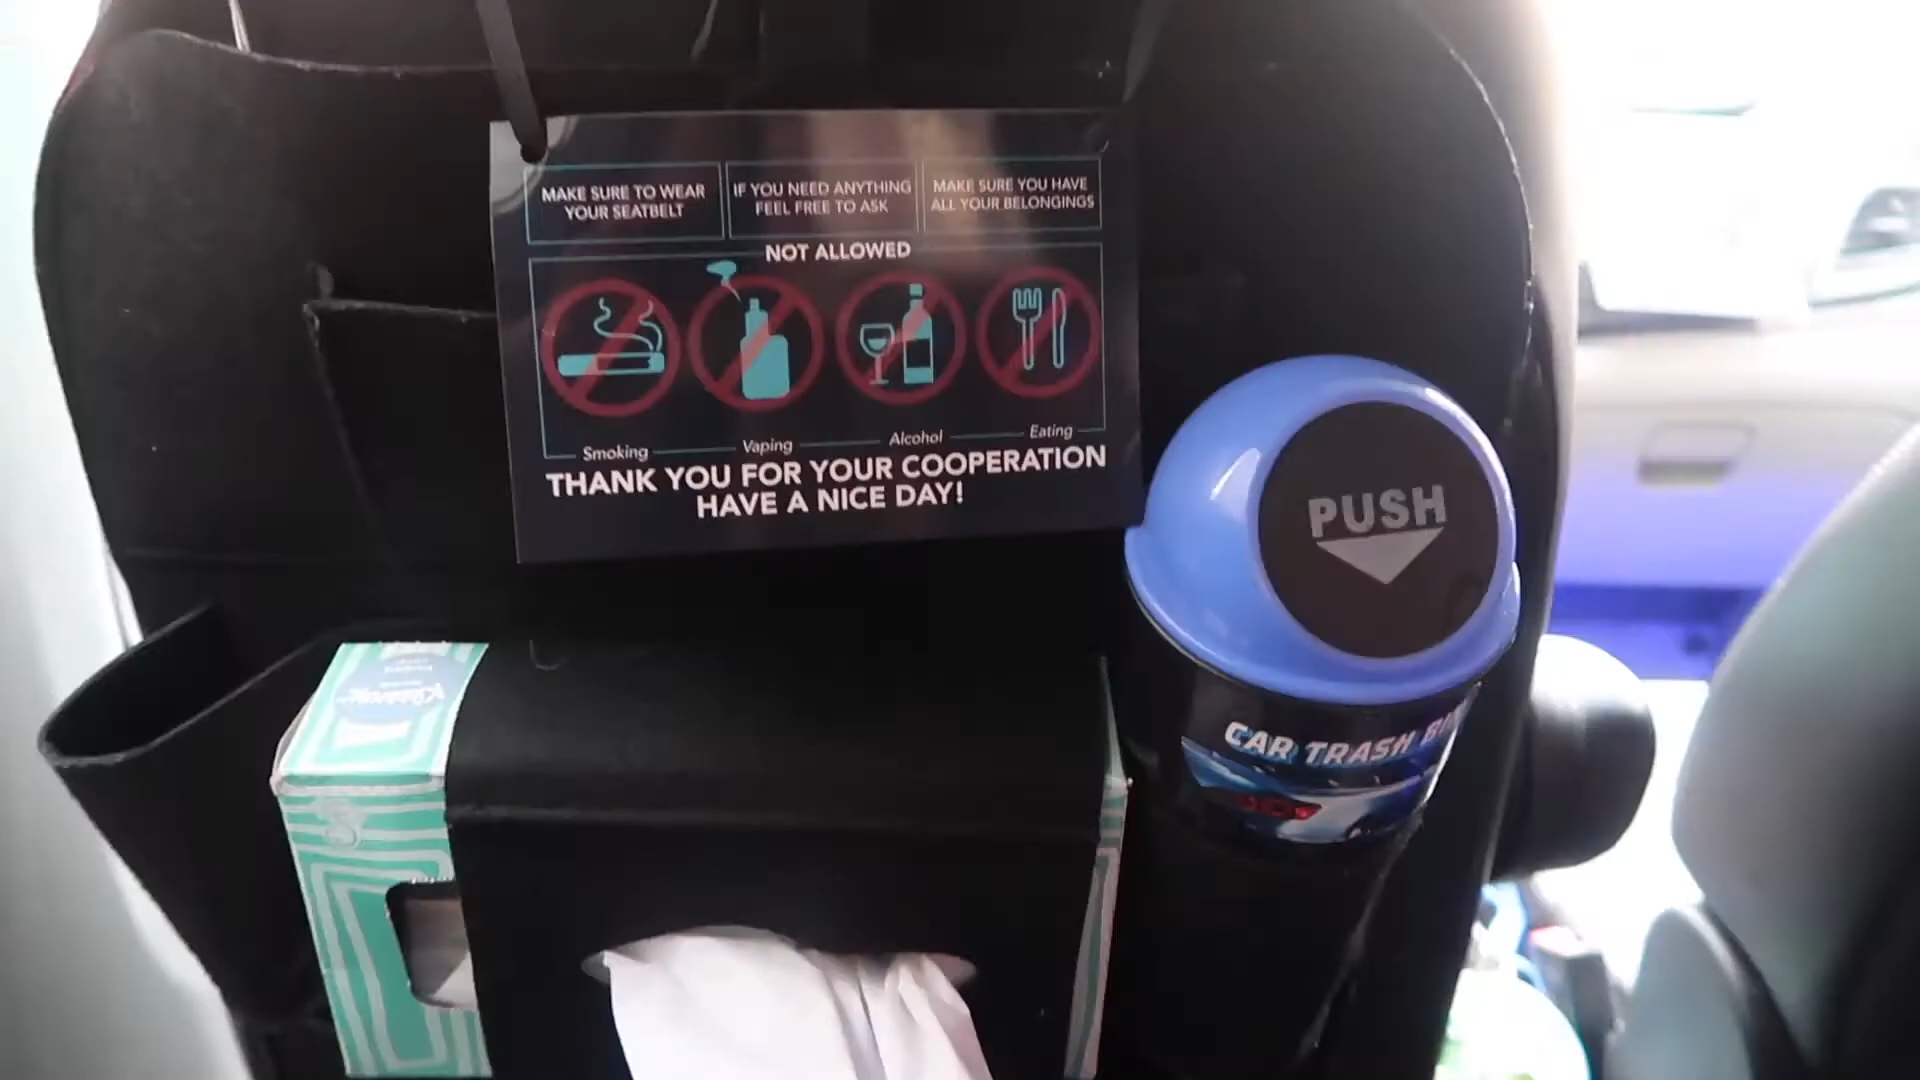 MAKE SURE TO WEAR
YOUR SEATBELT
IF YOU NEED ANYTHING
FEEL FREE TO ASK
MAKE SURE YOU HAVE
ALL YOUR BELONGINGS
NOT ALLOWED
Smoking
Vaping
Alcohol
Eating
THANK YOU FOR YOUR COOPERATION
HAVE A NICE DAY!
PUSH
CAR TRASH